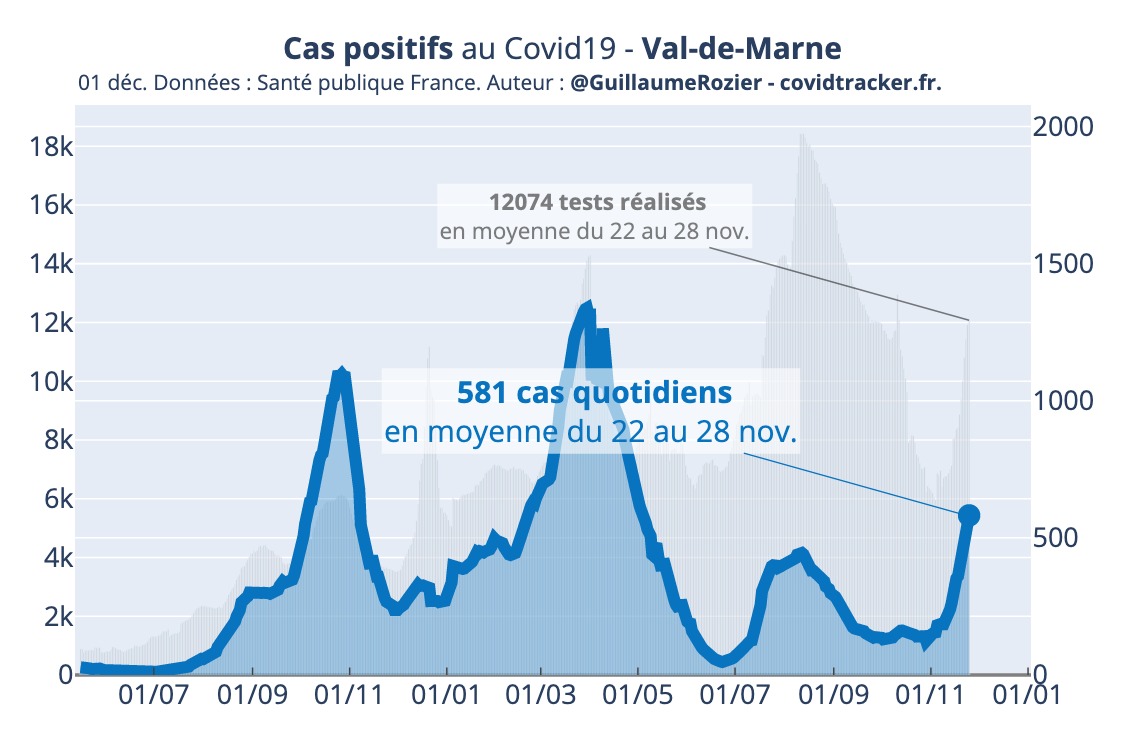 Cas positifs au Covid19 - Val-de-Marne
01 déc. Données : Santé publique France. Auteur : @GuillaumeRozier - covidtracker.fr.
2000
18k
16k
12074 tests réalisés
en moyenne du 22 au 28 nov.
14k
1500
12k
10k
581 cas quotidiens
1000
8k
en moyenne du 22 au 28 nov.
6k
500
4k
2k
0
0
01/07 01/09 01/11 01/01 01/03 01/05 01/07 01/09 01/11 01/01